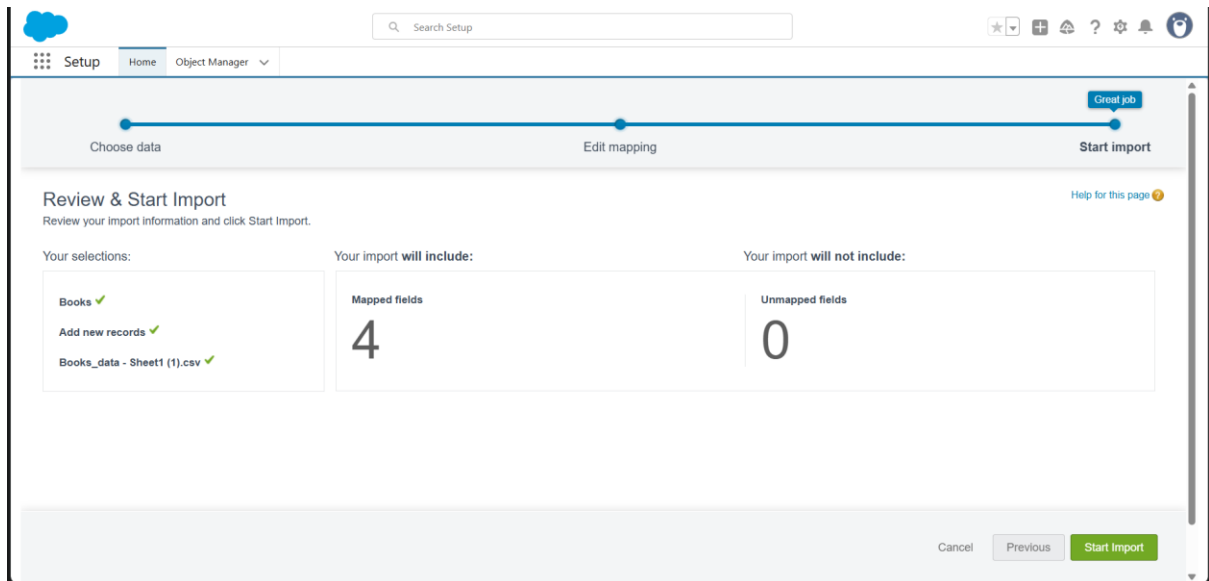 Search Setup
Setup
Home
Object Manager
Great job
Choose data
Edit mapping
Start import
Review & Start Import
Help for this page
Review your import information and click Start Import.
Your selections:
Your import will include:
Your import will not include:
Books
Add new records
Books_data - Sheet1 (1).csv
Mapped fields
4
Unmapped fields
0
Cancel
Previous
Start Import